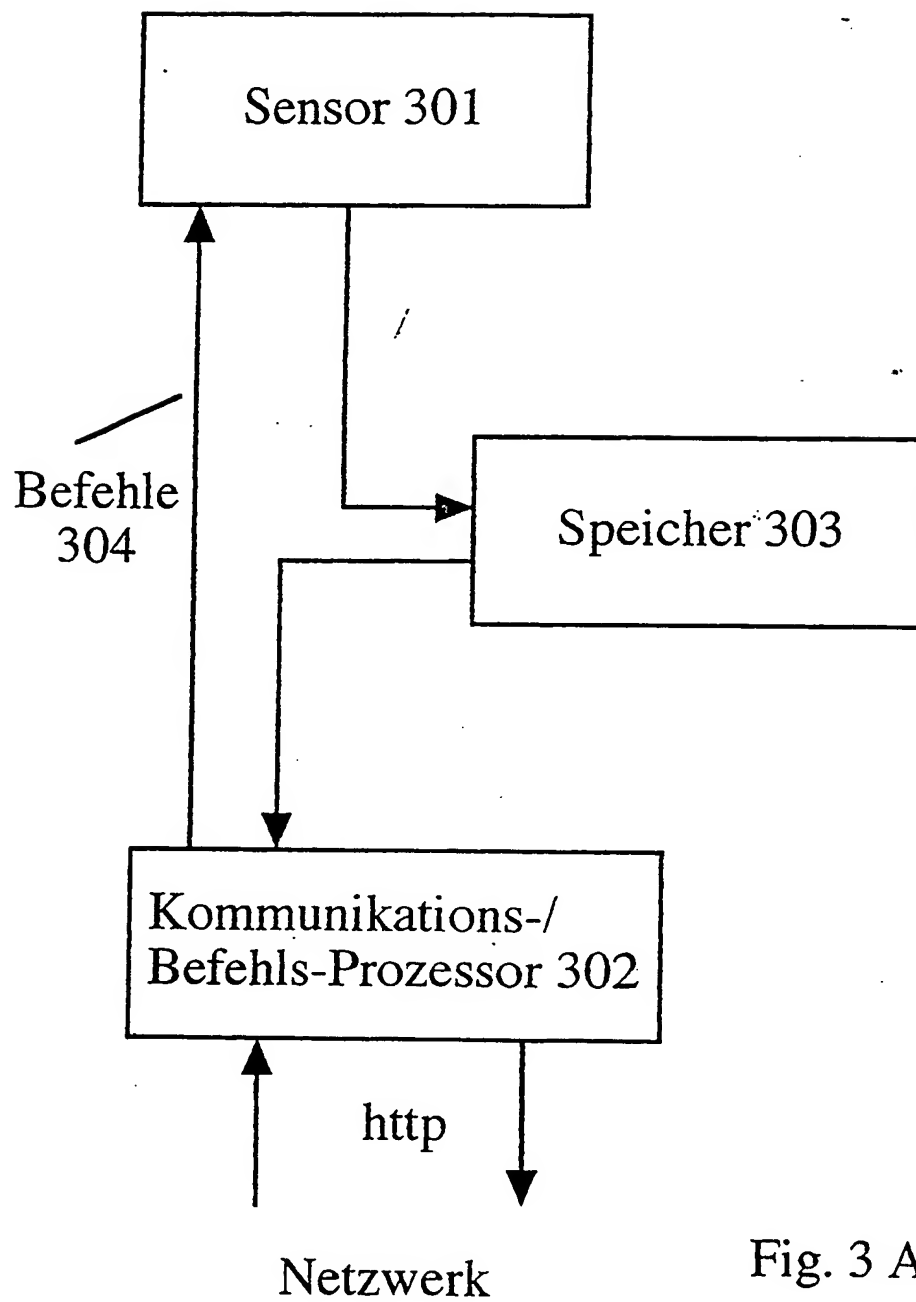 Sensor 301
Befehle
304
Speicher 303
Kommunikations-/
Befehls-Prozessor 302
http
Netzwerk
Fig. 3 A